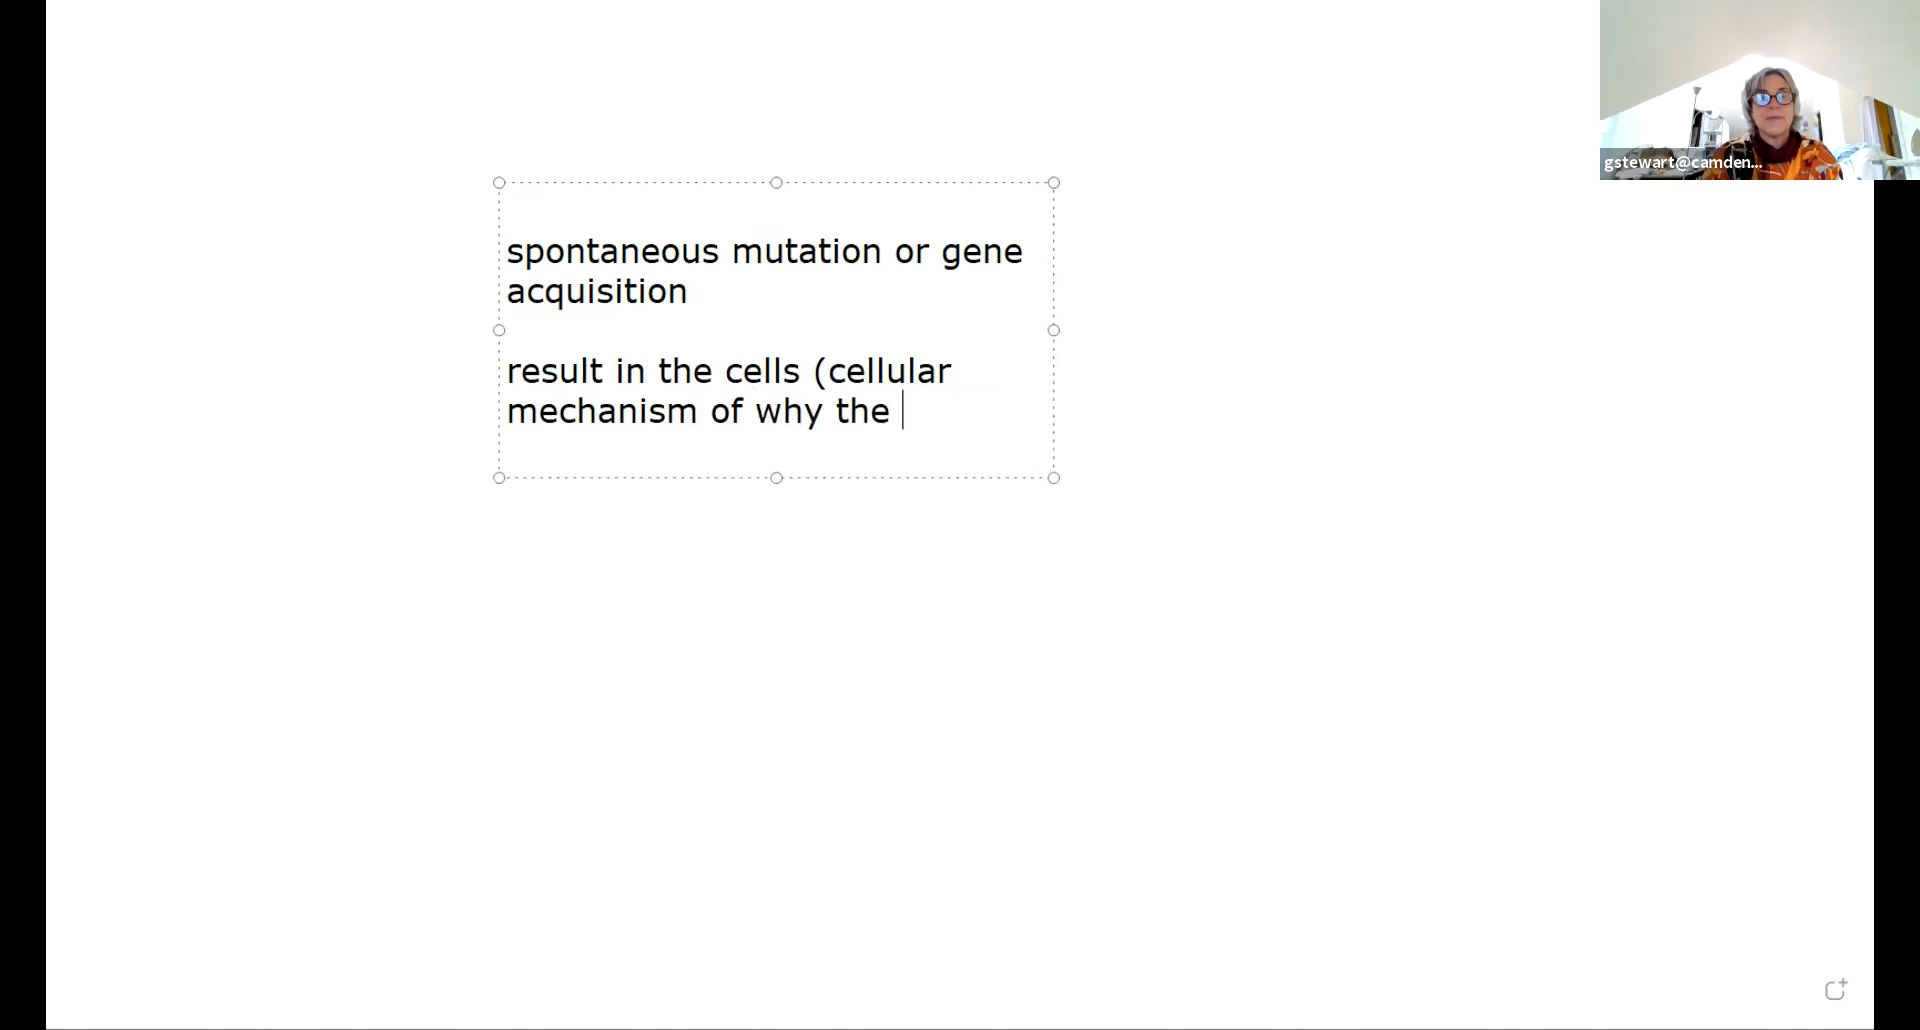 gstewart@camden...
spontaneous mutation or gene
acquisition
result in the cells (cellular
mechanism of why the